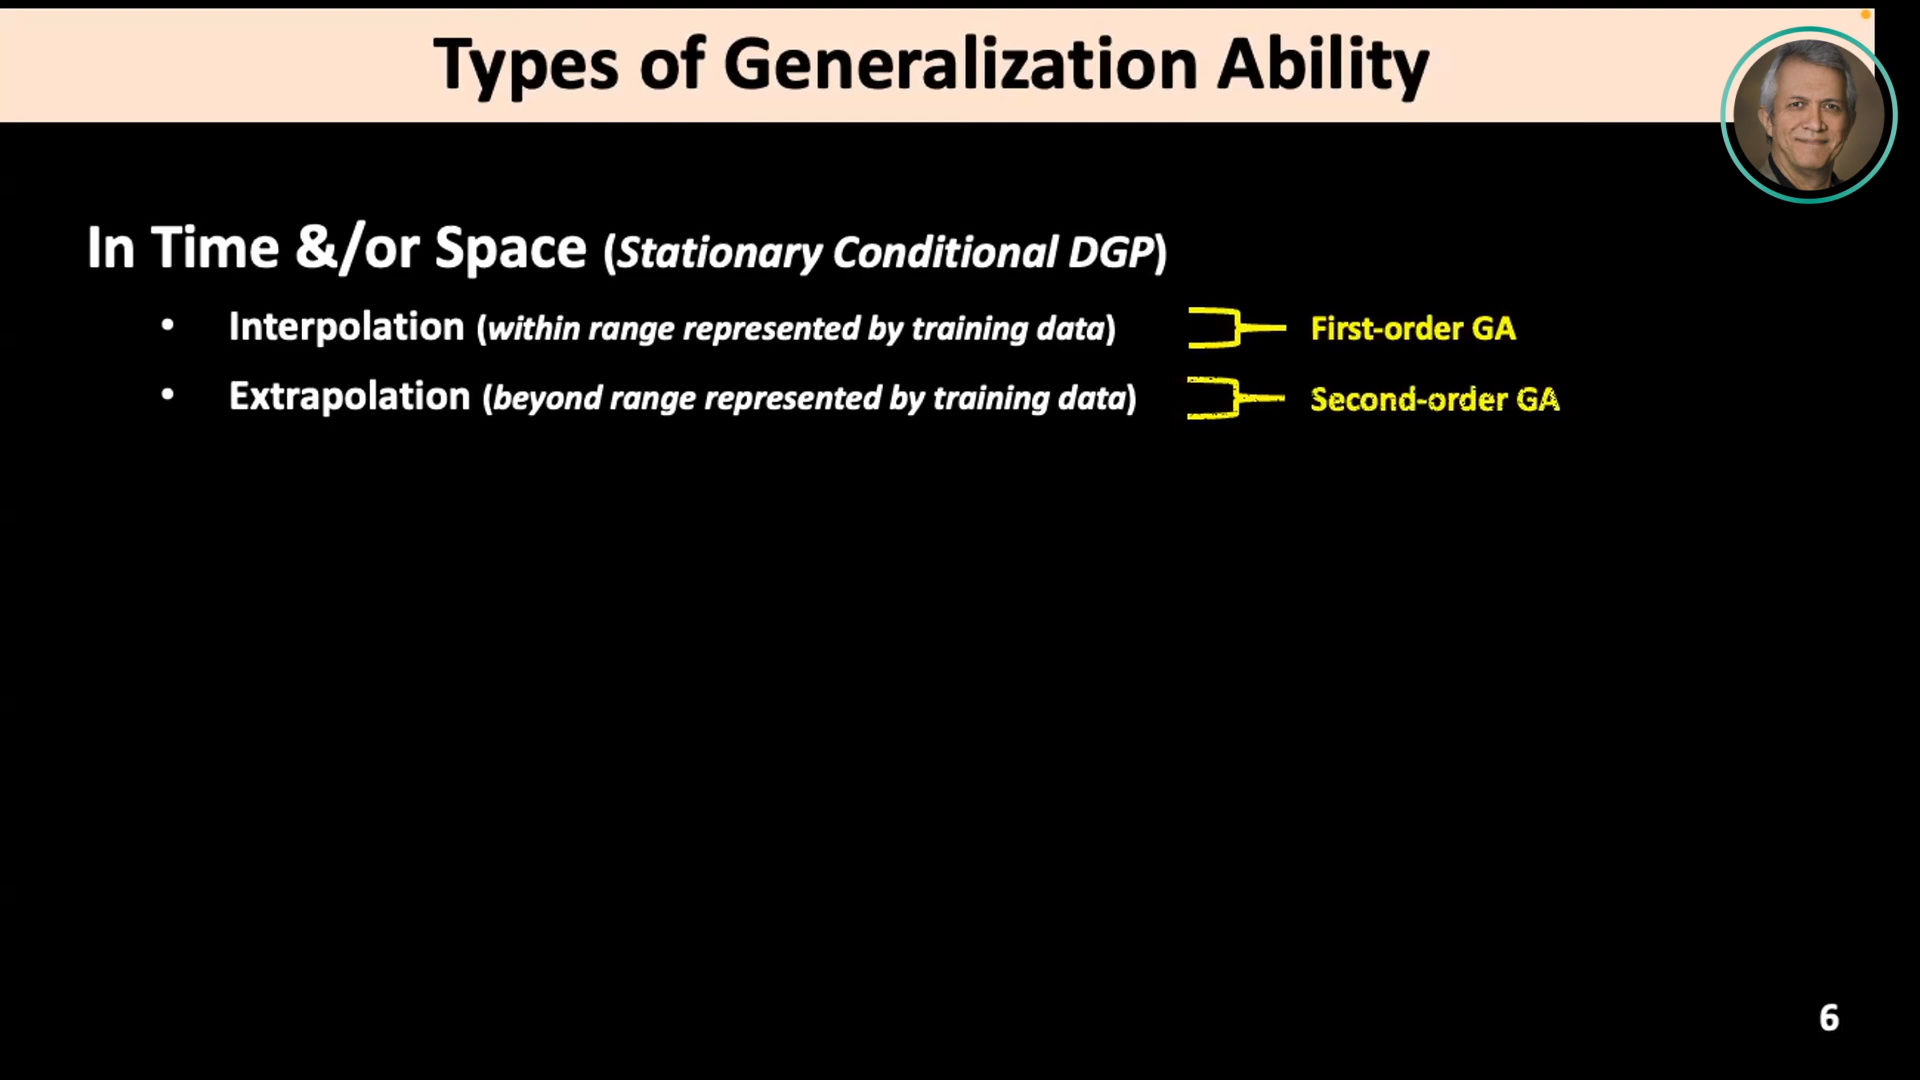 Types of Generalization Ability
In Time &/or Space (Stationary Conditional DGP)
• Interpolation (within range represented by training data) First-order GA
• Extrapolation (beyond range represented by training data) Second-order GA
6